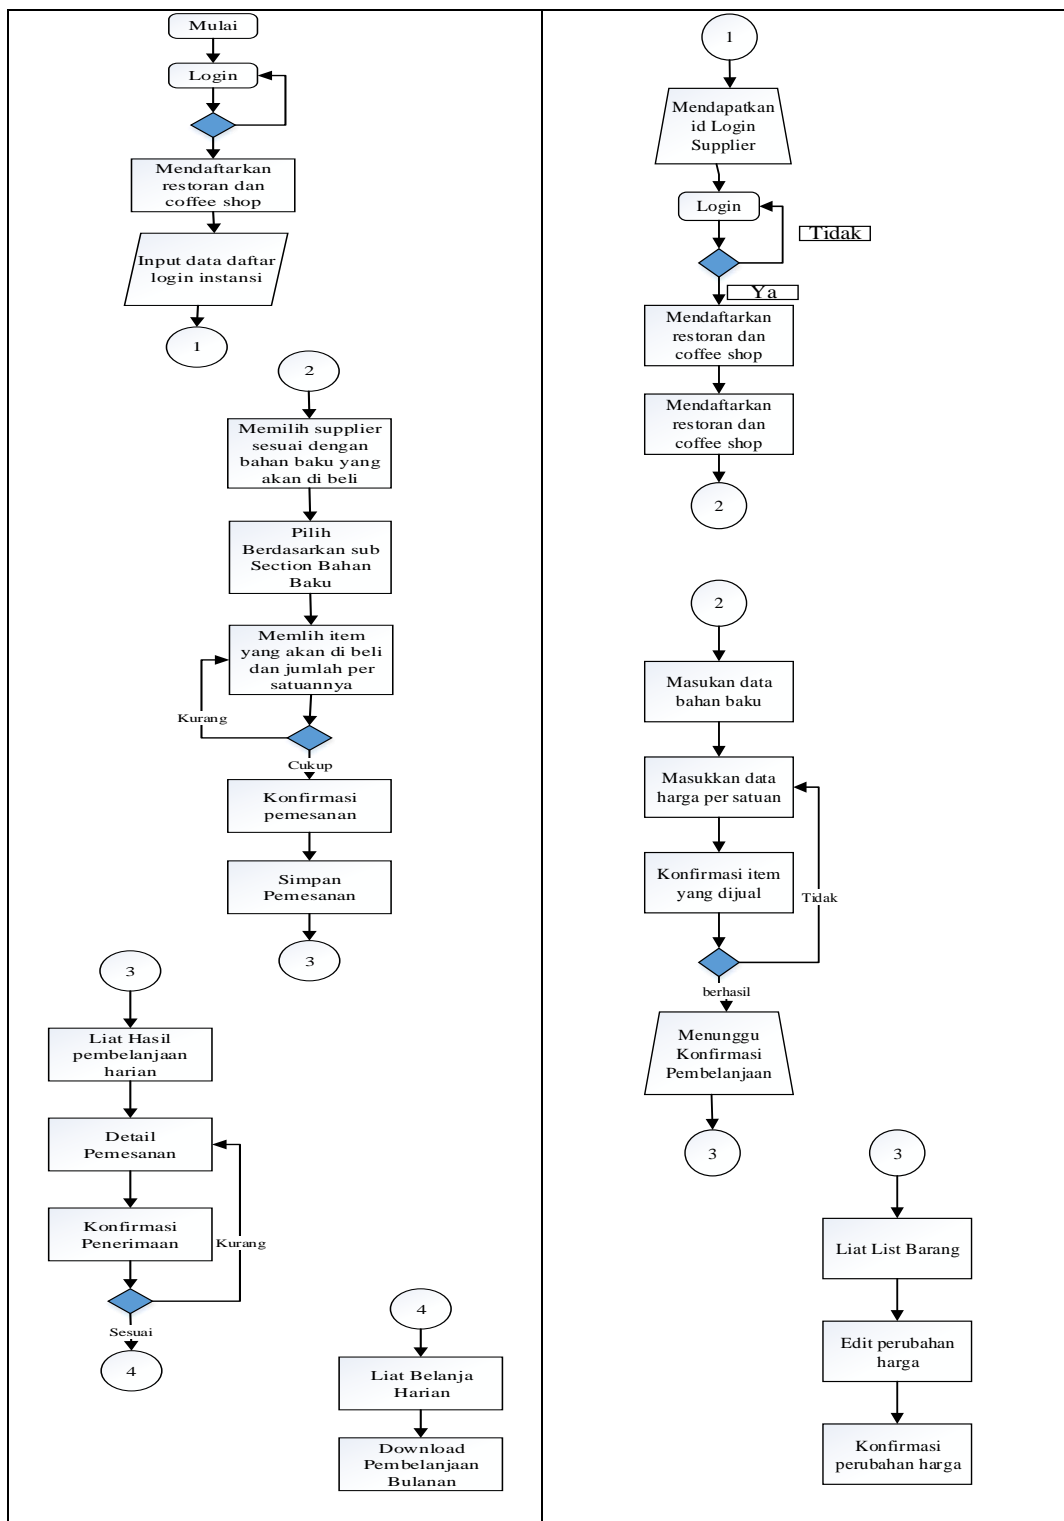 Mulai
Login
Mendaftarkan
restoran dan
coffee shop
Input data daftar
login instansi
1
2
Memilih supplier
sesuai dengan
bahan baku yang
akan di beli
Pilih
Berdasarkan sub
Section Bahan
Baku
Memlih item
yang akan di beli
dan jumlah per
satuannya
Kurang
Cukup
Konfirmasi
pemesanan
Simpan
Pemesanan
3
3
Liat Hasil
pembelanjaan
harian
Detail
Pemesanan
Konfirmasi
Penerimaan
Kurang
Sesuai
4
4
Liat Belanja
Harian
Download
Pembelanjaan
Bulanan
1
Mendapatkan
id Login
Supplier
Login
Tidak
Ya
Mendaftarkan
restoran dan
coffee shop
Mendaftarkan
restoran dan
coffee shop
2
2
Masukan data
bahan baku
Masukkan data
harga per satuan
Konfirmasi item
yang dijual
Tidak
berhasil
Menunggu
Konfirmasi
Pembelanjaan
3
3
Liat List Barang
Edit perubahan
harga
Konfirmasi
perubahan harga